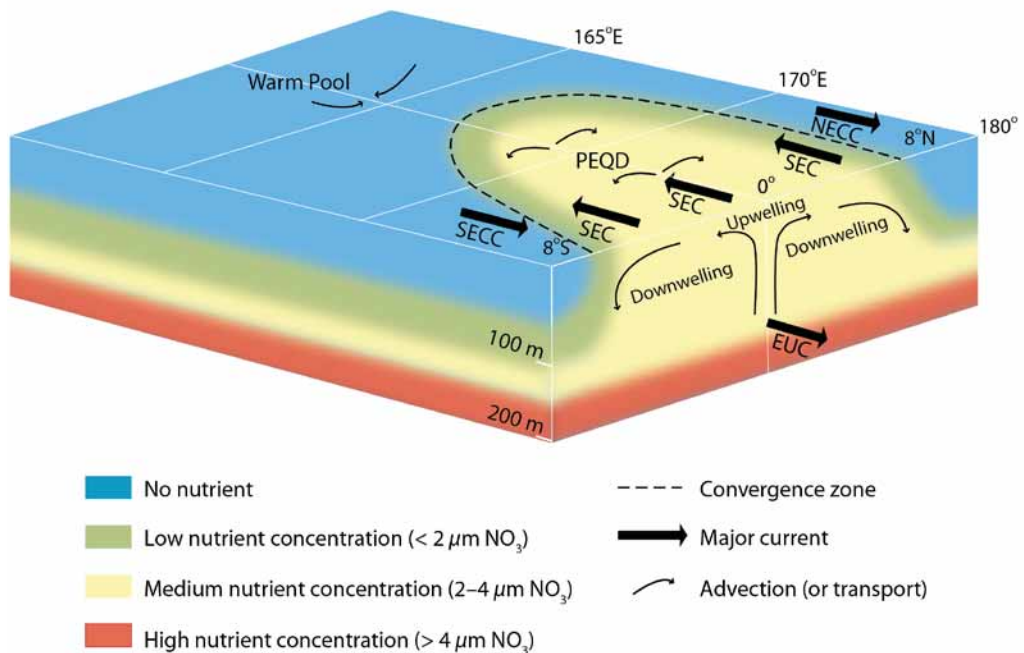 165°E
Warm Pool
170°E
NECC
8°N
180°
SEC
PEQD
0°
SEC
Upwelling
SEC
SECC
8°S
Downwelling
Downwelling
EUC
100 m
200 m
No nutrient
Low nutrient concentration (< 2 µm NO₃)
Medium nutrient concentration (2–4 µm NO₃)
High nutrient concentration (> 4 µm NO₃)
Convergence zone
Major current
Advection (or transport)